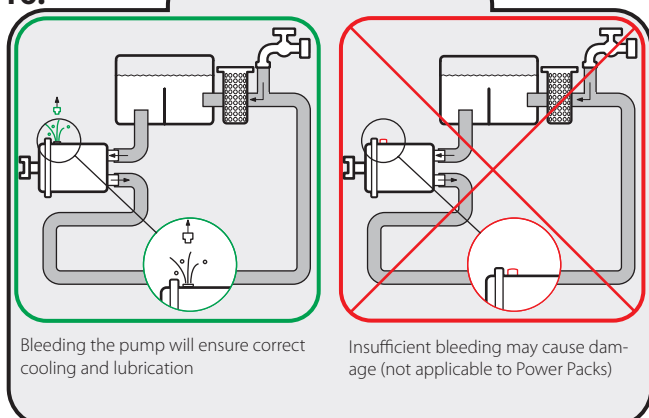 Bleeding the pump will ensure correct
cooling and lubrication
Insufficient bleeding may cause dam-
age (not applicable to Power Packs)